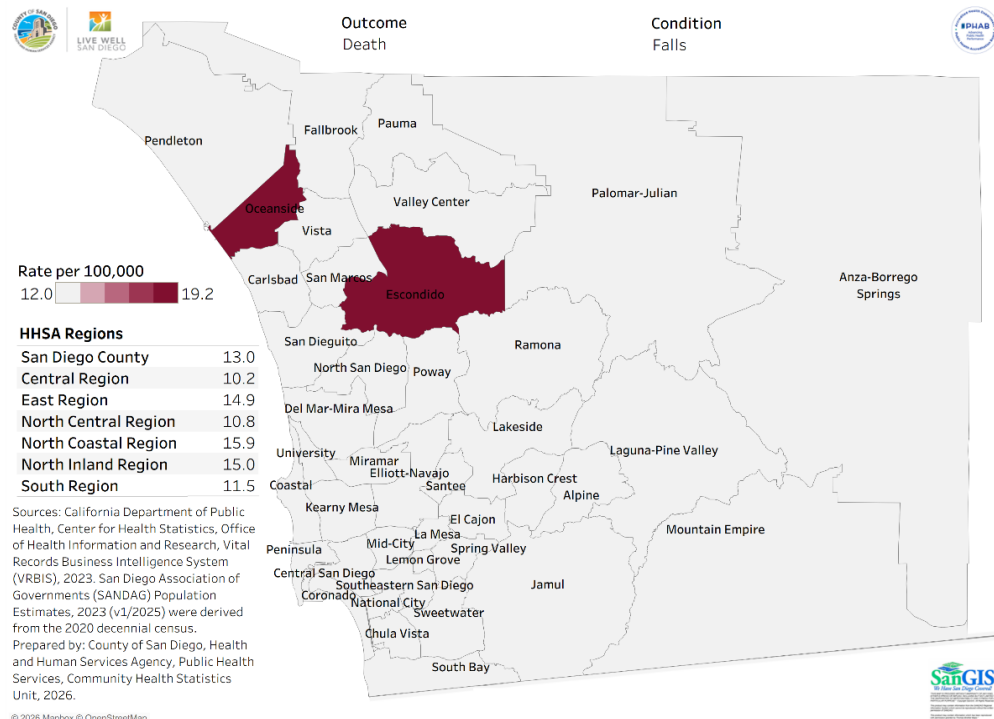 COUNTY OF SAN DIEGO
LIVE WELL
SAN DIEGO
Outcome
Death
Condition
Falls
PHAB
Pendleton
Fallbrook
Pauma
Palomar-Julian
Valley Center
Oceanside
Vista
Anza-Borrego
Springs
Carlsbad
San Marcos
Escondido
Rate per 100,000
12.0
19.2
HHSA Regions
San Diego County 13.0
Central Region 10.2
East Region 14.9
North Central Region 10.8
North Coastal Region 15.9
North Inland Region 15.0
South Region 11.5
San Dieguito
Ramona
North San Diego
Poway
Del Mar-Mira Mesa
Lakeside
University
Laguna-Pine Valley
Miramar
Elliott-Navajo
Santee
Harbison Crest
Coastal
Alpine
Kearny Mesa
El Cajon
Mountain Empire
La Mesa
Mid-City
Peninsula
Spring Valley
Lemon Grove
Central San Diego
Southeastern San Diego
Jamul
Coronado
National City
Sweetwater
Chula Vista
South Bay
Sources: California Department of Public
Health, Center for Health Statistics, Office
of Health Information and Research, Vital
Records Business Intelligence System
(VRBIS), 2023. San Diego Association of
Governments (SANDAG) Population
Estimates, 2023 (v1/2025) were derived
from the 2020 decennial census.
Prepared by: County of San Diego, Health
and Human Services Agency, Public Health
Services, Community Health Statistics
Unit, 2026.
SanGIS
We Have San Diego Covered!
© 2026 Mapbox © OpenStreetMap